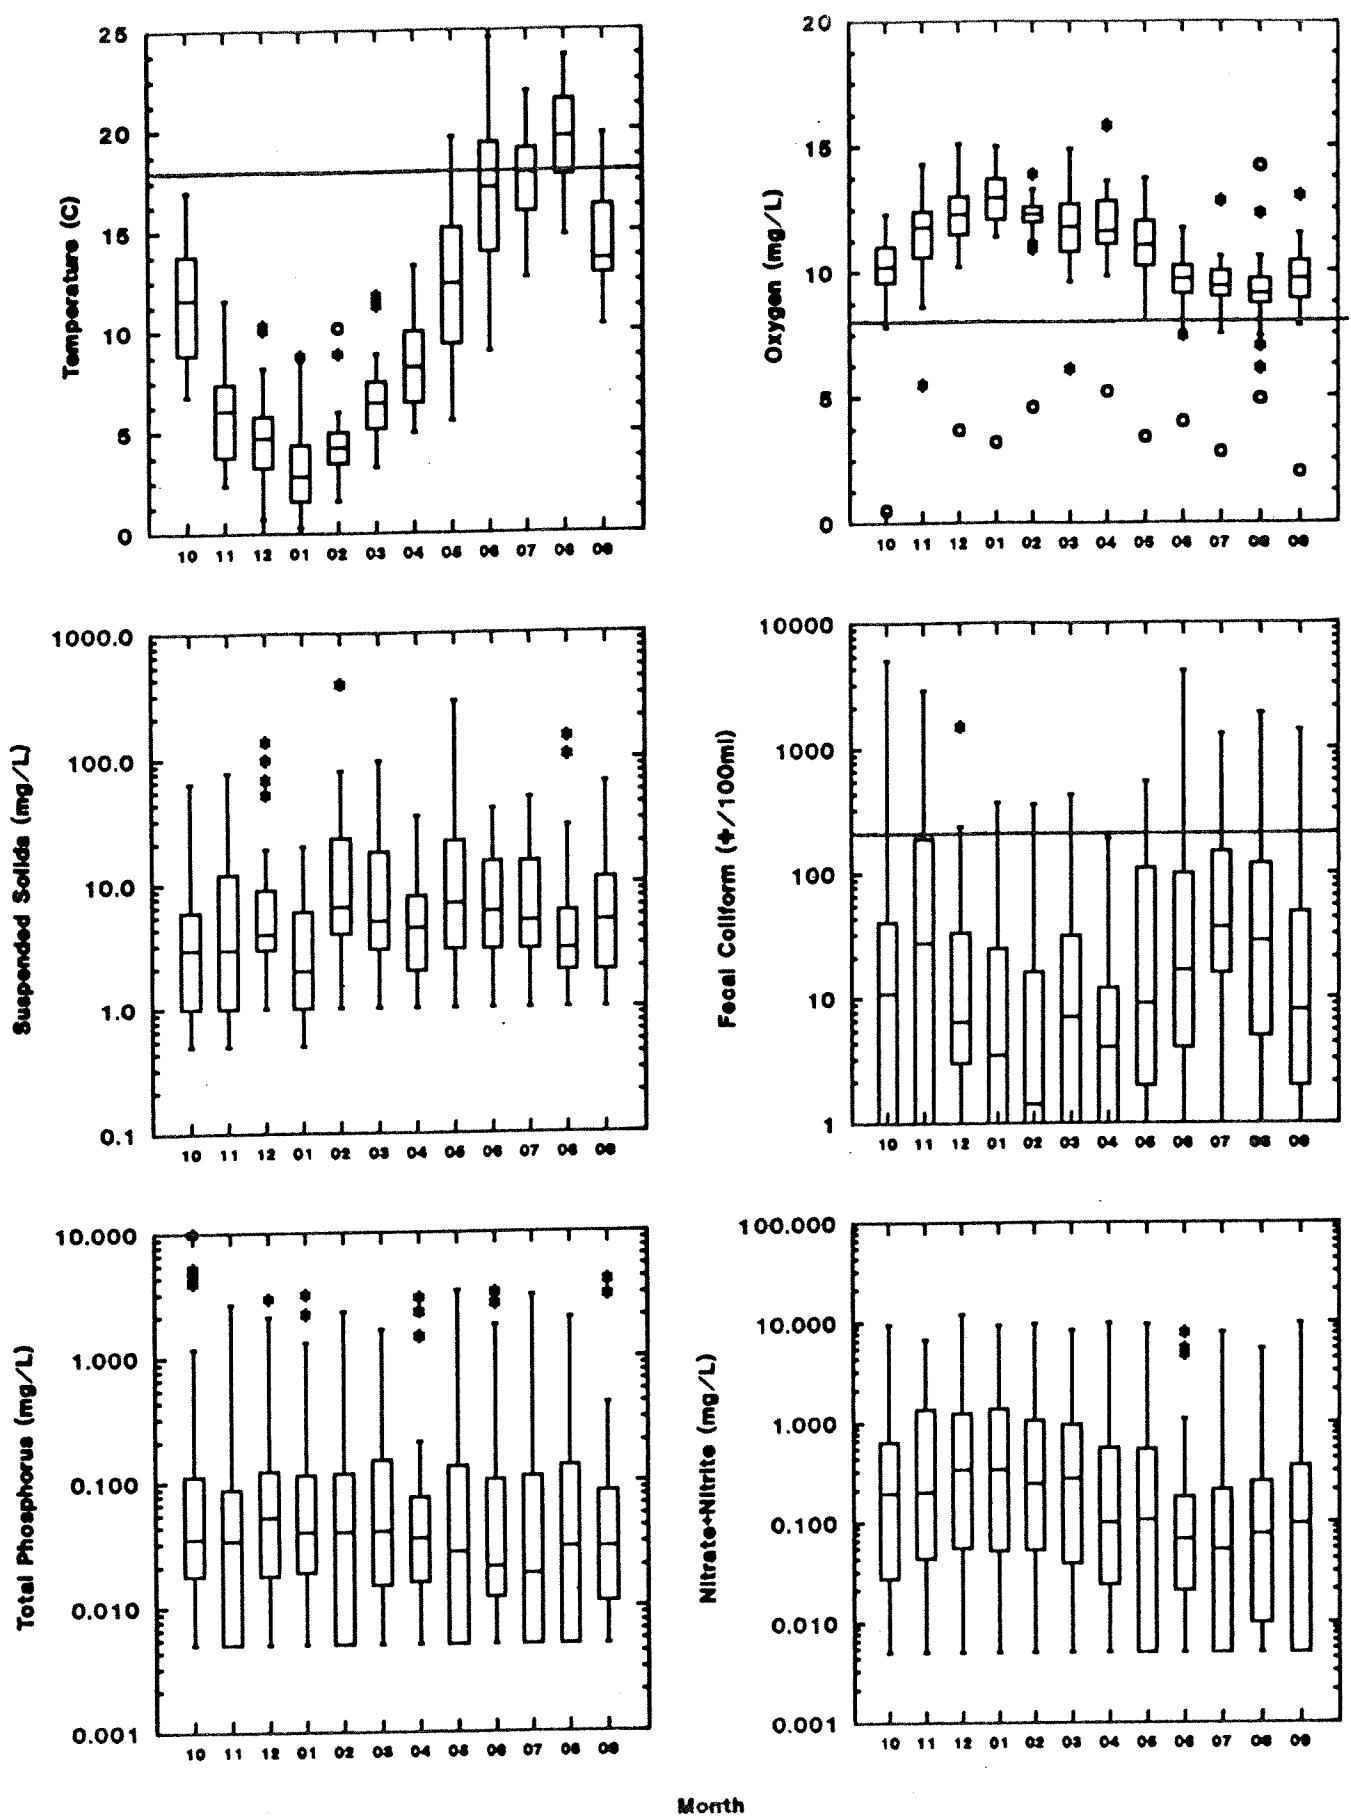 Temperature (C)
25
20
15
10
5
0
10 11 12 01 02 03 04 05 06 07 08 09
Oxygen (mg/L)
20
15
10
5
0
10 11 12 01 02 03 04 05 06 07 08 09
Suspended Solids (mg/L)
1000.0
100.0
10.0
1.0
0.1
10 11 12 01 02 03 04 05 06 07 08 09
Fecal Coliform (#/100ml)
10000
1000
100
10
1
10 11 12 01 02 03 04 05 06 07 08 09
Total Phosphorus (mg/L)
10.000
1.000
0.100
0.010
0.001
10 11 12 01 02 03 04 05 06 07 08 09
Nitrate+Nitrite (mg/L)
100.000
10.000
1.000
0.100
0.010
0.001
10 11 12 01 02 03 04 05 06 07 08 09
Month